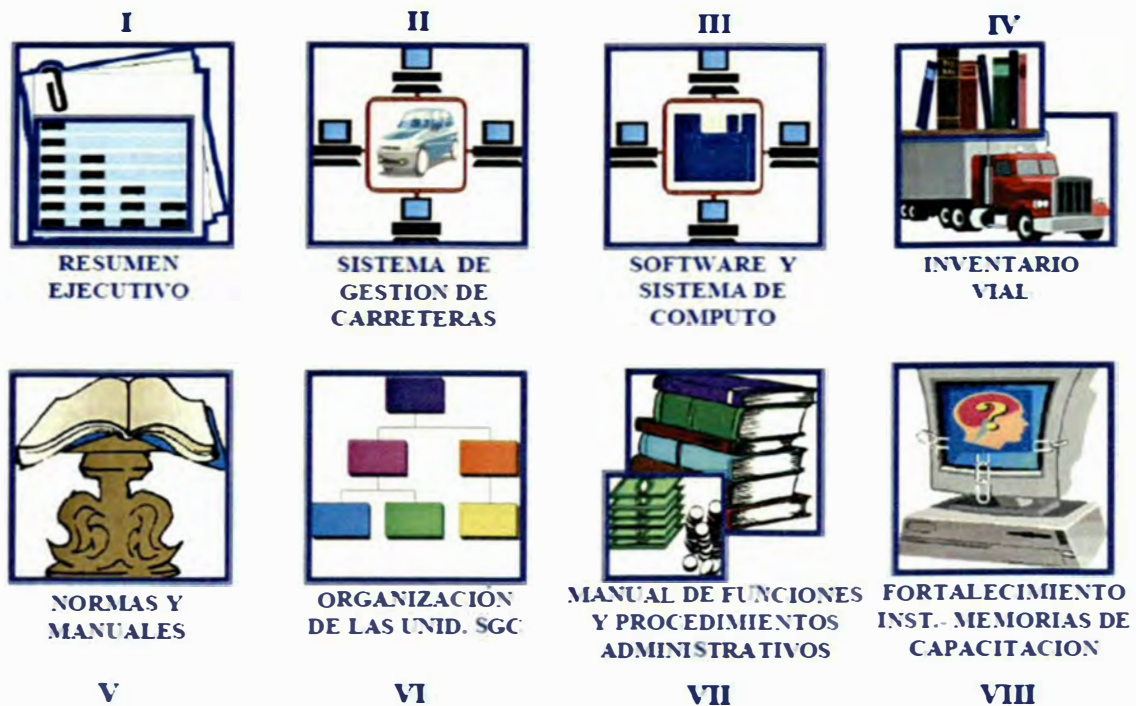 I II III IV
RESUMEN
EJECUTIVO
SISTEMA DE
GESTION DE
CARRETERAS
SOFTWARE Y
SISTEMA DE
COMPUTO
INVENTARIO
VIAL
NORMAS Y
MANUALES
ORGANIZACIÓN
DE LAS UNID. SGC
MANUAL DE FUNCIONES
Y PROCEDIMIENTOS
ADMINISTRATIVOS
FORTALECIMIENTO
INST.- MEMORIAS DE
CAPACITACION
V VI VII VIII